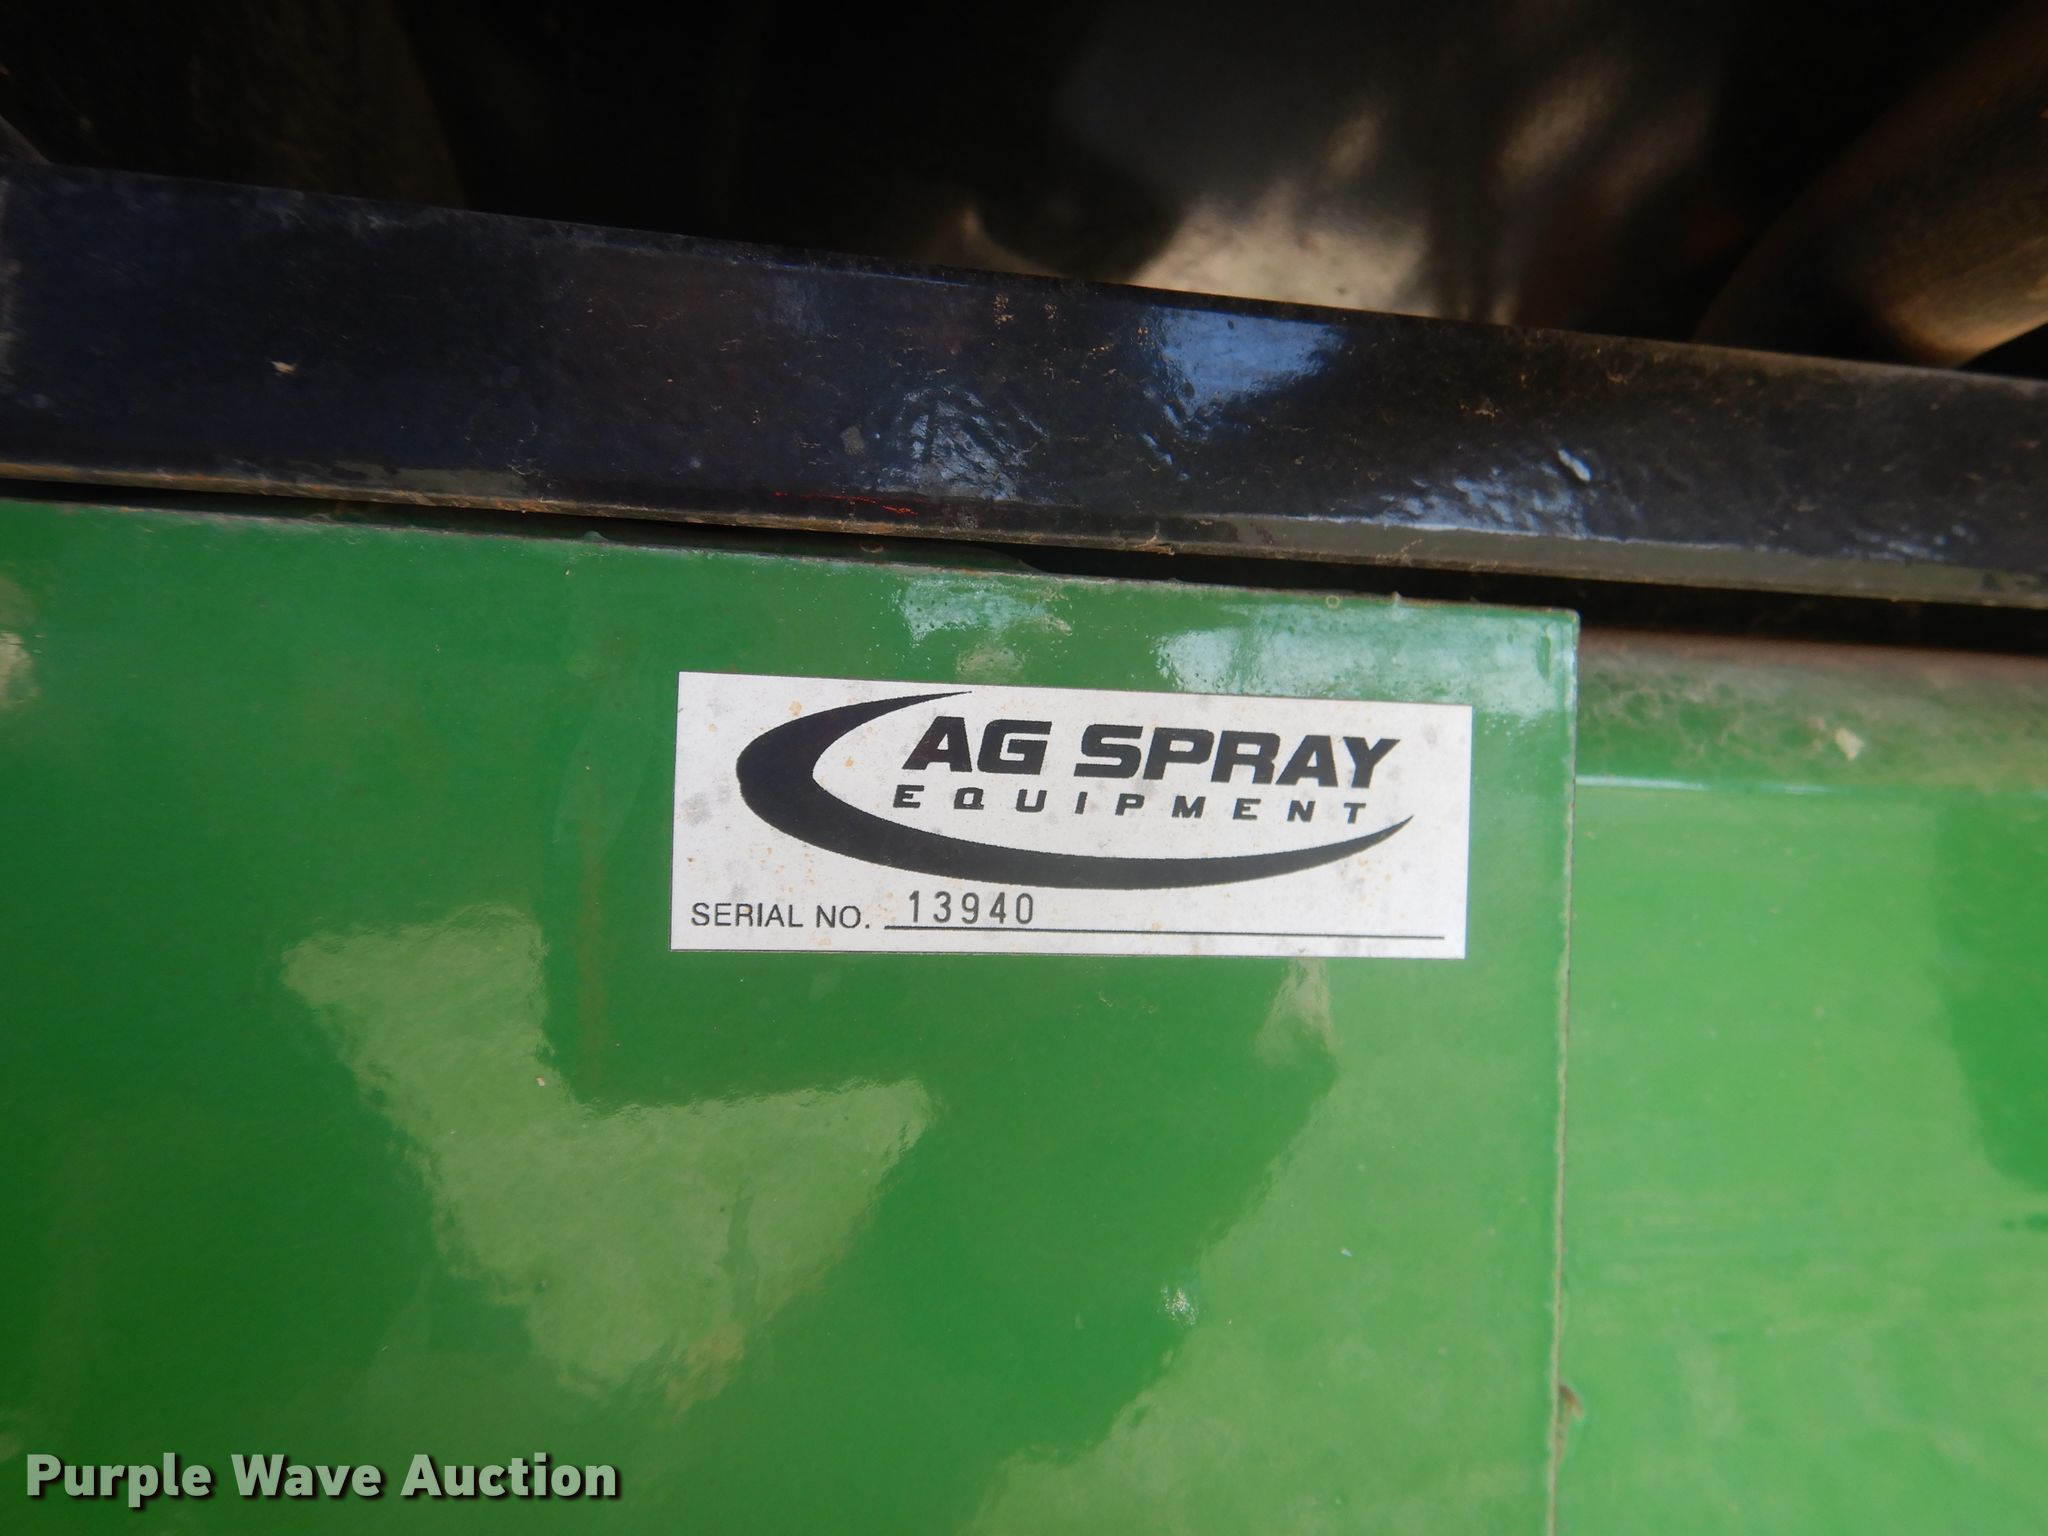 AG SPRAY
EQUIPMENT
SERIAL NO. 13940
Purple Wave Auction